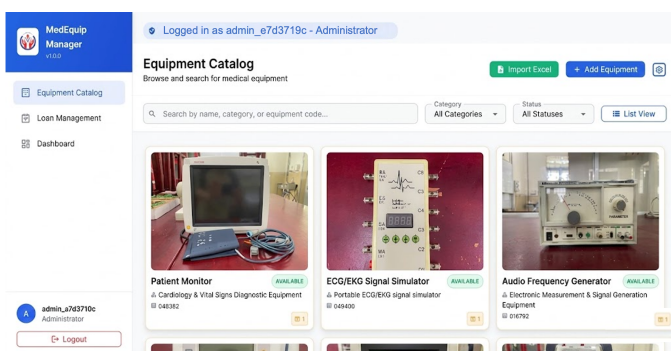 MedEquip
Manager
v1.0.0
Logged in as admin_e7d3719c - Administrator
Equipment Catalog
Browse and search for medical equipment
Import Excel
+ Add Equipment
Equipment Catalog
Loan Management
Dashboard
Search by name, category, or equipment code...
Category
All Categories
Status
All Statuses
List View
Patient Monitor
AVAILABLE
Cardiology & Vital Signs Diagnostic Equipment
048362
1
ECG/EKG Signal Simulator
AVAILABLE
Portable ECG/EKG signal simulator
049400
1
Audio Frequency Generator
AVAILABLE
Electronic Measurement & Signal Generation
Equipment
016792
1
A
admin_a7d3710c
Administrator
Logout